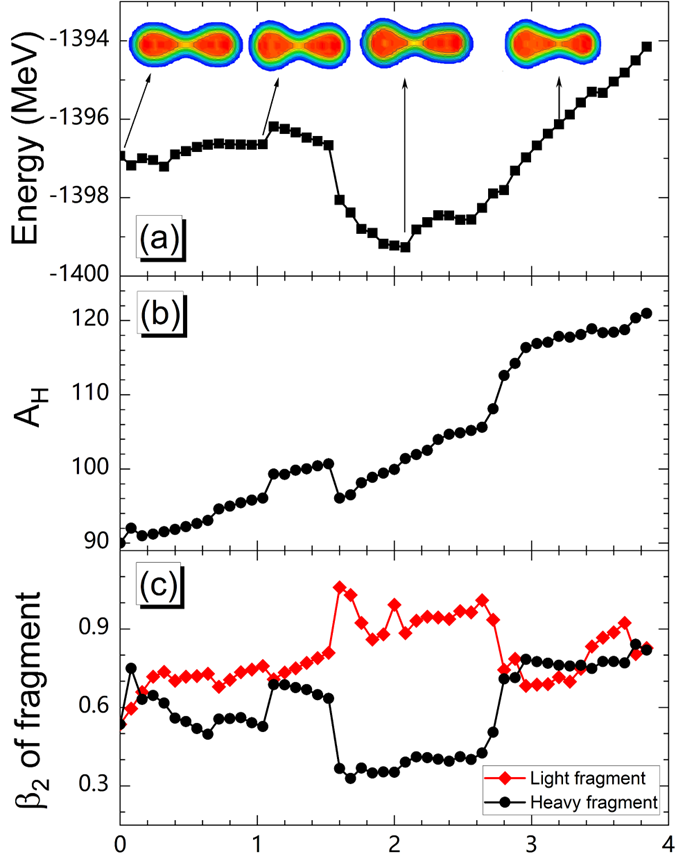 -1394
-1396
-1398
-1400
Energy (MeV)
(a)
120
110
100
90
A_H
(b)
0.9
0.6
0.3
β₂ of fragment
(c)
Light fragment
Heavy fragment
0 1 2 3 4